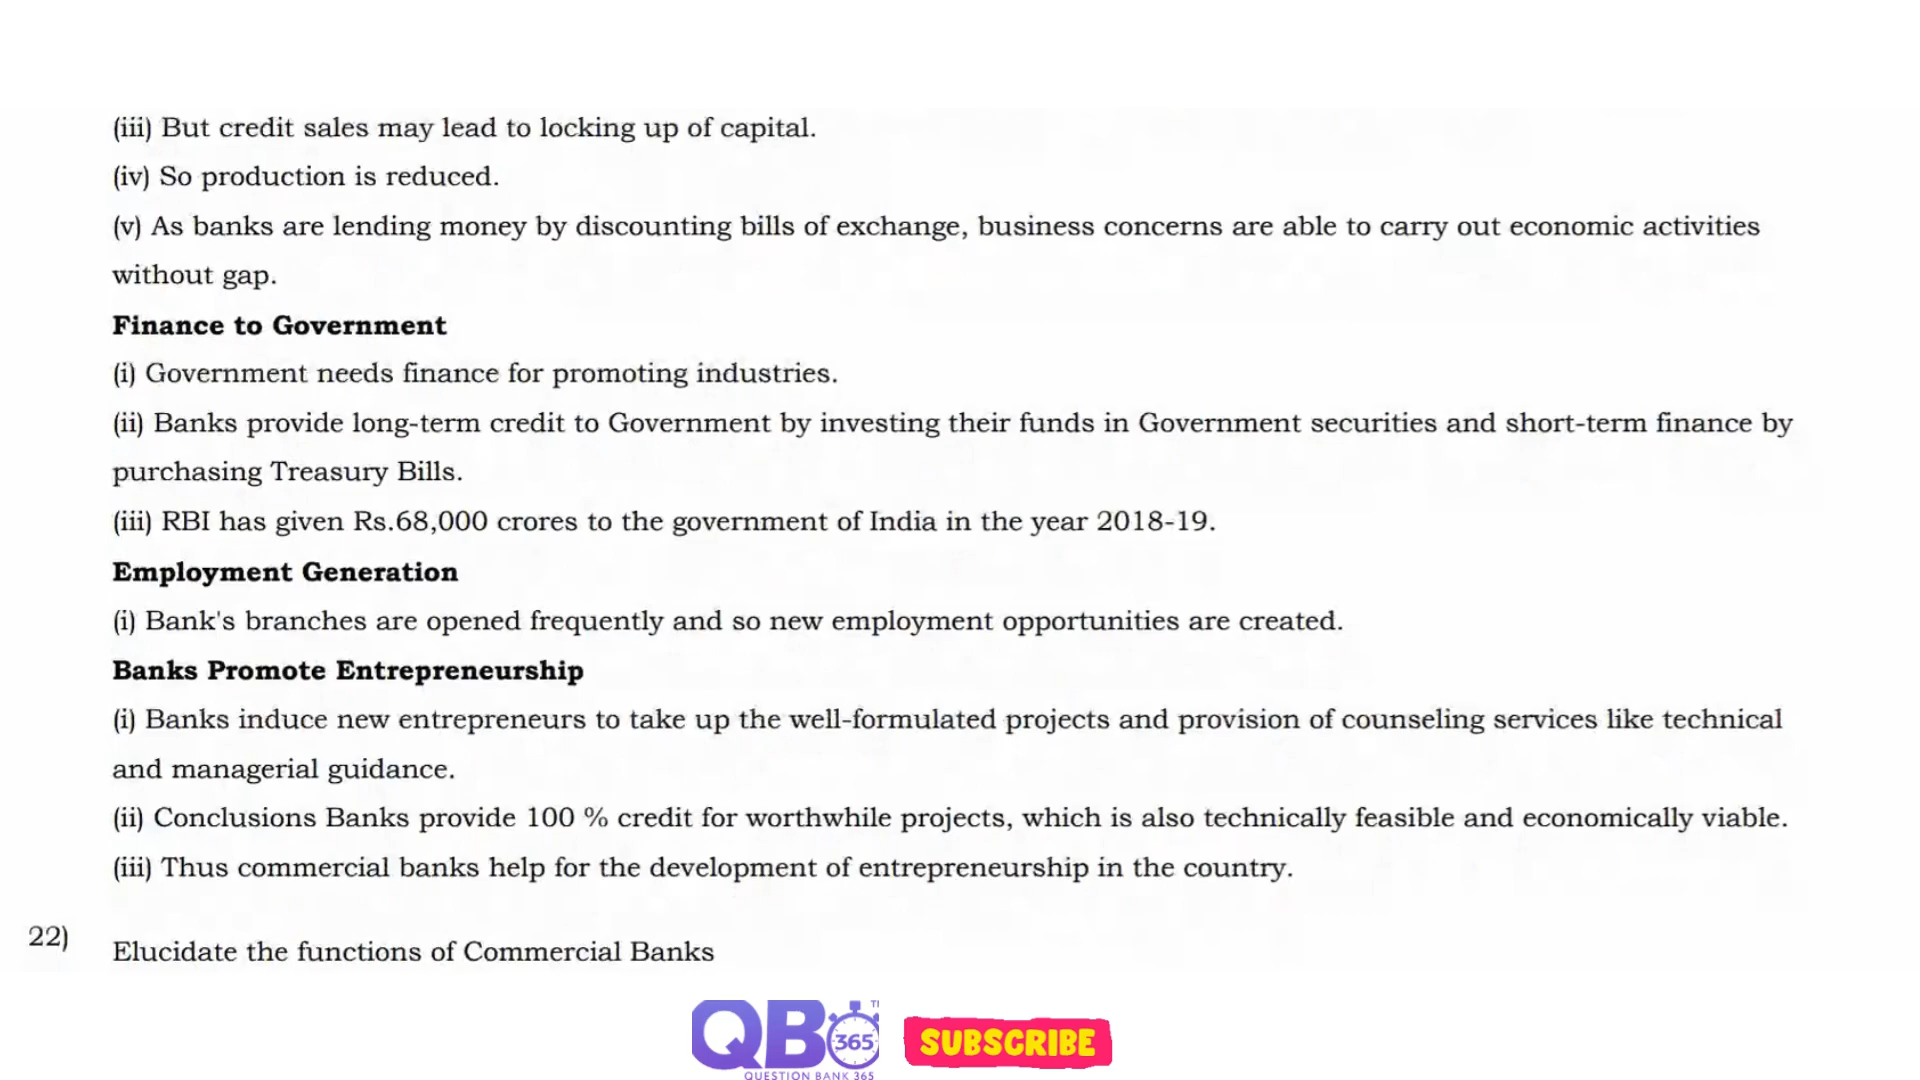 (iii) But credit sales may lead to locking up of capital.
(iv) So production is reduced.
(v) As banks are lending money by discounting bills of exchange, business concerns are able to carry out economic activities
without gap.
Finance to Government
(i) Government needs finance for promoting industries.
(ii) Banks provide long-term credit to Government by investing their funds in Government securities and short-term finance by
purchasing Treasury Bills.
(iii) RBI has given Rs.68,000 crores to the government of India in the year 2018-19.
Employment Generation
(i) Bank's branches are opened frequently and so new employment opportunities are created.
Banks Promote Entrepreneurship
(i) Banks induce new entrepreneurs to take up the well-formulated projects and provision of counseling services like technical
and managerial guidance.
(ii) Conclusions Banks provide 100 % credit for worthwhile projects, which is also technically feasible and economically viable.
(iii) Thus commercial banks help for the development of entrepreneurship in the country.
22)
Elucidate the functions of Commercial Banks
QB 365
QUESTION BANK 365
SUBSCRIBE